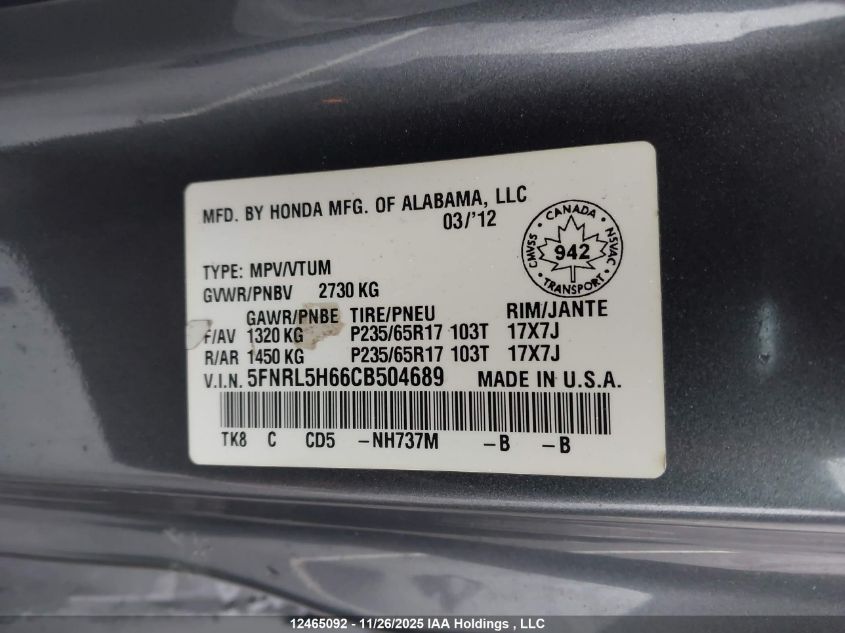 MFD. BY HONDA MFG. OF ALABAMA, LLC
03/'12
CMVSS CANADA NSVAC
942
TRANSPORT
TYPE: MPV/VTUM
GVWR/PNBV 2730 KG
GAWR/PNBE TIRE/PNEU RIM/JANTE
F/AV 1320 KG P235/65R17 103T 17X7J
R/AR 1450 KG P235/65R17 103T 17X7J
V.I.N. 5FNRL5H66CB504689 MADE IN U.S.A.
TK8 C CD5 -NH737M -B -B
12465092 - 11/26/2025 IAA Holdings , LLC